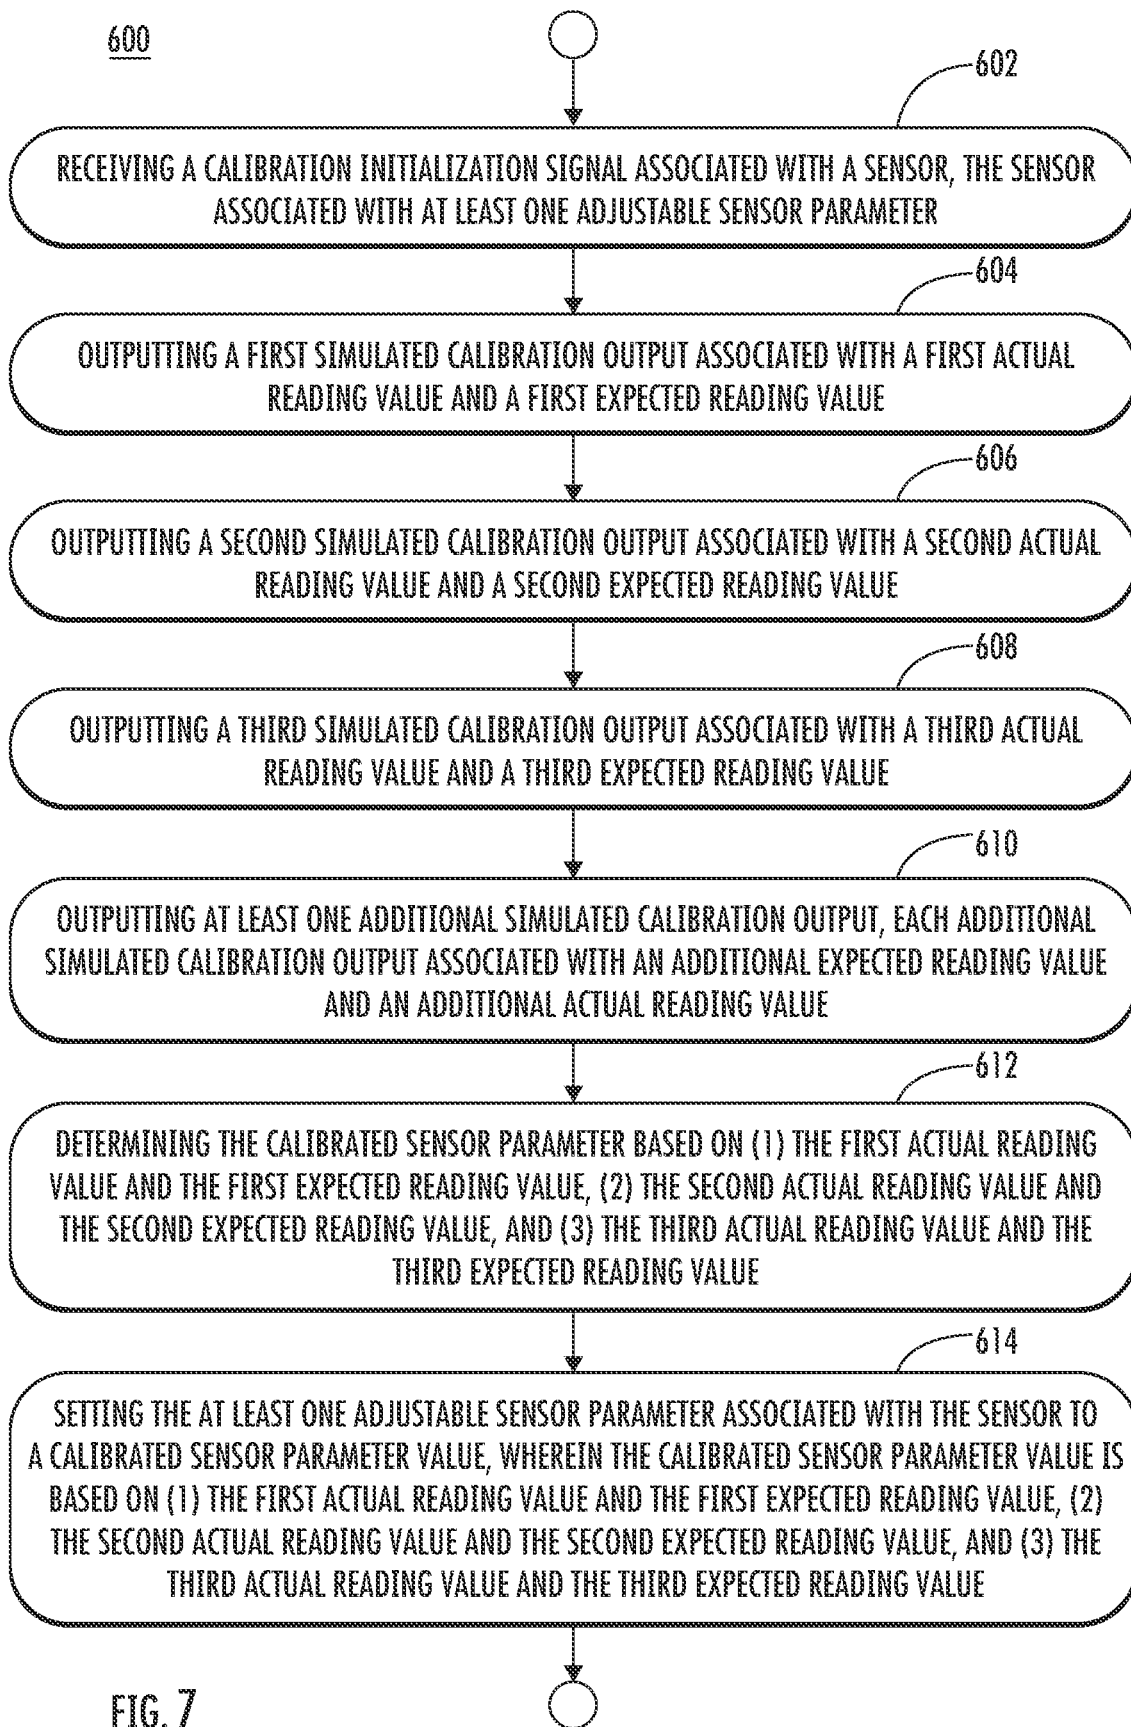 600
602
RECEIVING A CALIBRATION INITIALIZATION SIGNAL ASSOCIATED WITH A SENSOR, THE SENSOR
ASSOCIATED WITH AT LEAST ONE ADJUSTABLE SENSOR PARAMETER
604
OUTPUTTING A FIRST SIMULATED CALIBRATION OUTPUT ASSOCIATED WITH A FIRST ACTUAL
READING VALUE AND A FIRST EXPECTED READING VALUE
606
OUTPUTTING A SECOND SIMULATED CALIBRATION OUTPUT ASSOCIATED WITH A SECOND ACTUAL
READING VALUE AND A SECOND EXPECTED READING VALUE
608
OUTPUTTING A THIRD SIMULATED CALIBRATION OUTPUT ASSOCIATED WITH A THIRD ACTUAL
READING VALUE AND A THIRD EXPECTED READING VALUE
610
OUTPUTTING AT LEAST ONE ADDITIONAL SIMULATED CALIBRATION OUTPUT, EACH ADDITIONAL
SIMULATED CALIBRATION OUTPUT ASSOCIATED WITH AN ADDITIONAL EXPECTED READING VALUE
AND AN ADDITIONAL ACTUAL READING VALUE
612
DETERMINING THE CALIBRATED SENSOR PARAMETER BASED ON (1) THE FIRST ACTUAL READING
VALUE AND THE FIRST EXPECTED READING VALUE, (2) THE SECOND ACTUAL READING VALUE AND
THE SECOND EXPECTED READING VALUE, AND (3) THE THIRD ACTUAL READING VALUE AND THE
THIRD EXPECTED READING VALUE
614
SETTING THE AT LEAST ONE ADJUSTABLE SENSOR PARAMETER ASSOCIATED WITH THE SENSOR TO
A CALIBRATED SENSOR PARAMETER VALUE, WHEREIN THE CALIBRATED SENSOR PARAMETER VALUE IS
BASED ON (1) THE FIRST ACTUAL READING VALUE AND THE FIRST EXPECTED READING VALUE, (2)
THE SECOND ACTUAL READING VALUE AND THE SECOND EXPECTED READING VALUE, AND (3) THE
THIRD ACTUAL READING VALUE AND THE THIRD EXPECTED READING VALUE
FIG. 7